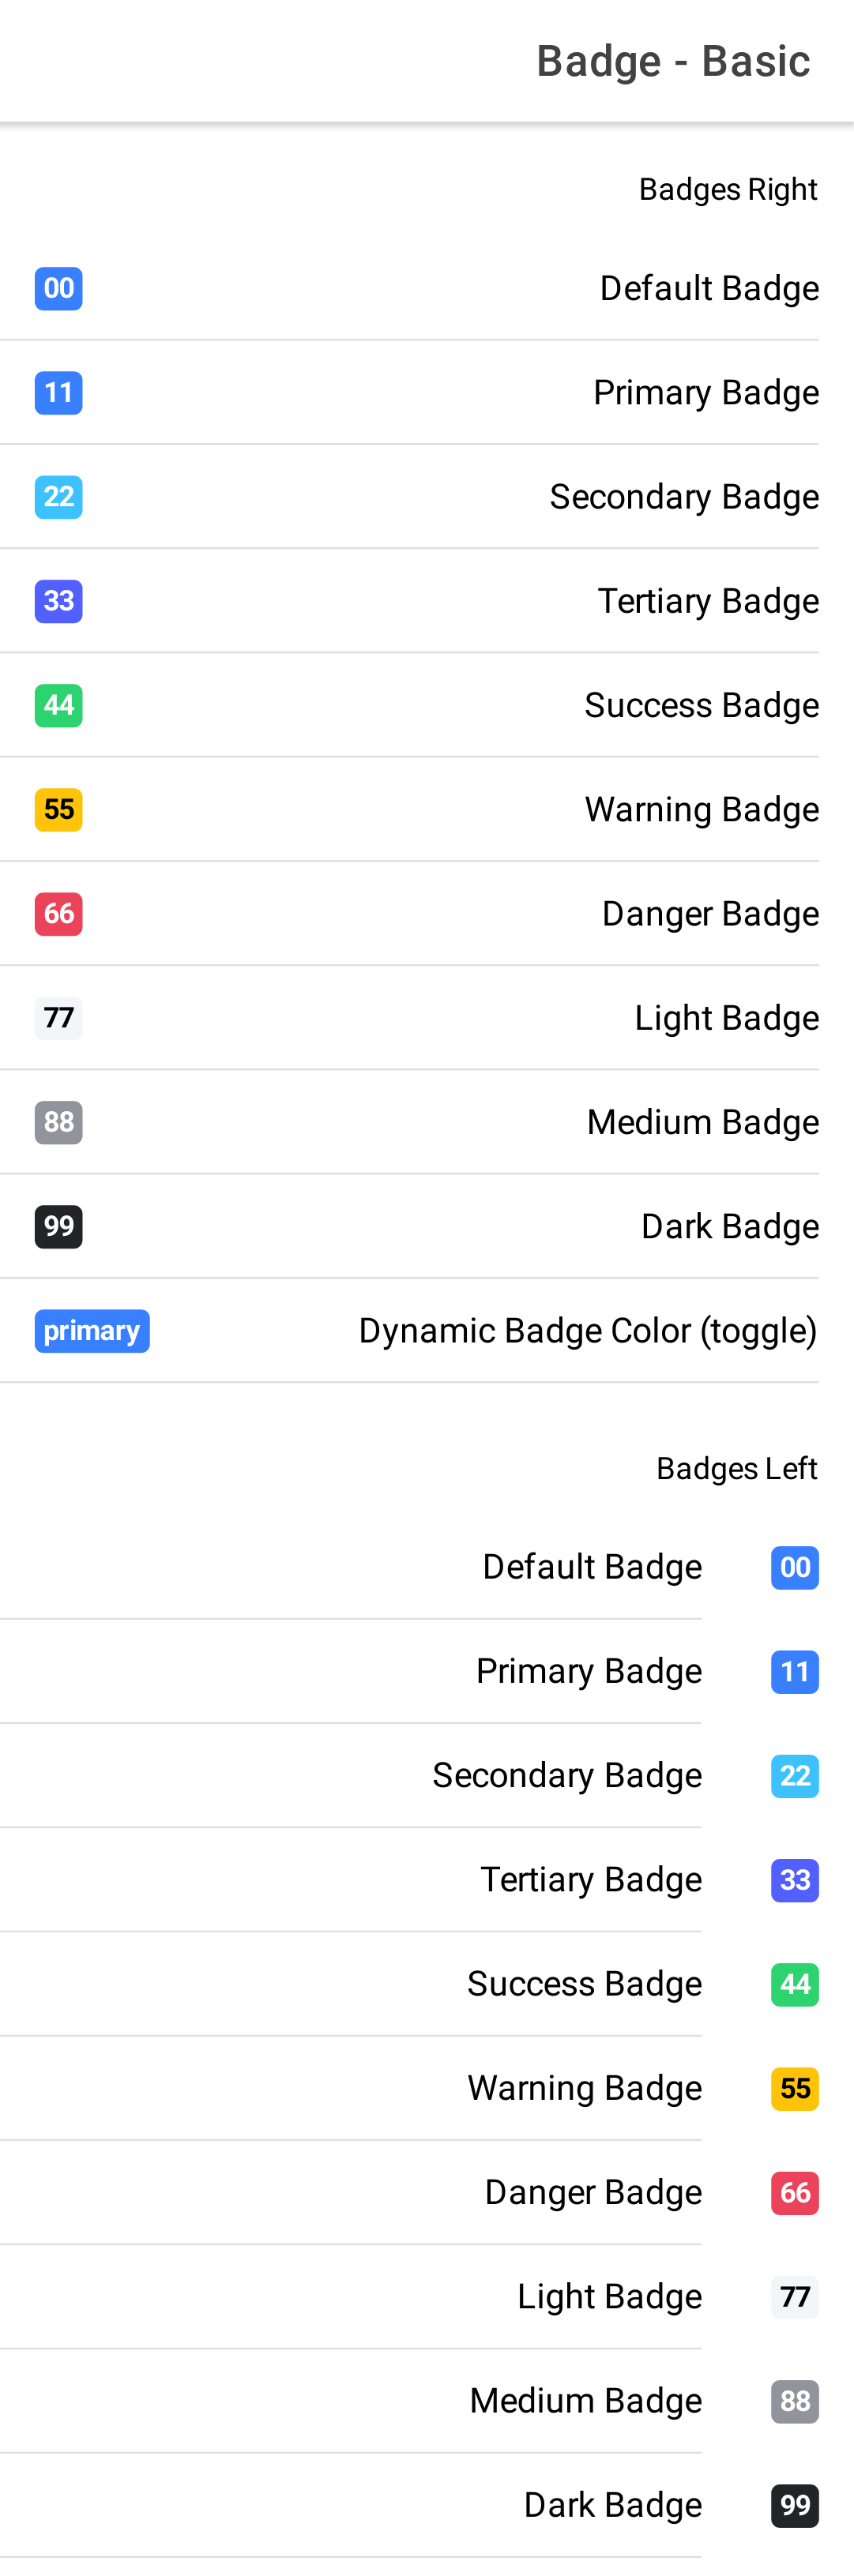 Badge - Basic
Badges Right
Default Badge 00
Primary Badge 11
Secondary Badge 22
Tertiary Badge 33
Success Badge 44
Warning Badge 55
Danger Badge 66
Light Badge 77
Medium Badge 88
Dark Badge 99
Dynamic Badge Color (toggle) primary
Badges Left
00 Default Badge
11 Primary Badge
22 Secondary Badge
33 Tertiary Badge
44 Success Badge
55 Warning Badge
66 Danger Badge
77 Light Badge
88 Medium Badge
99 Dark Badge